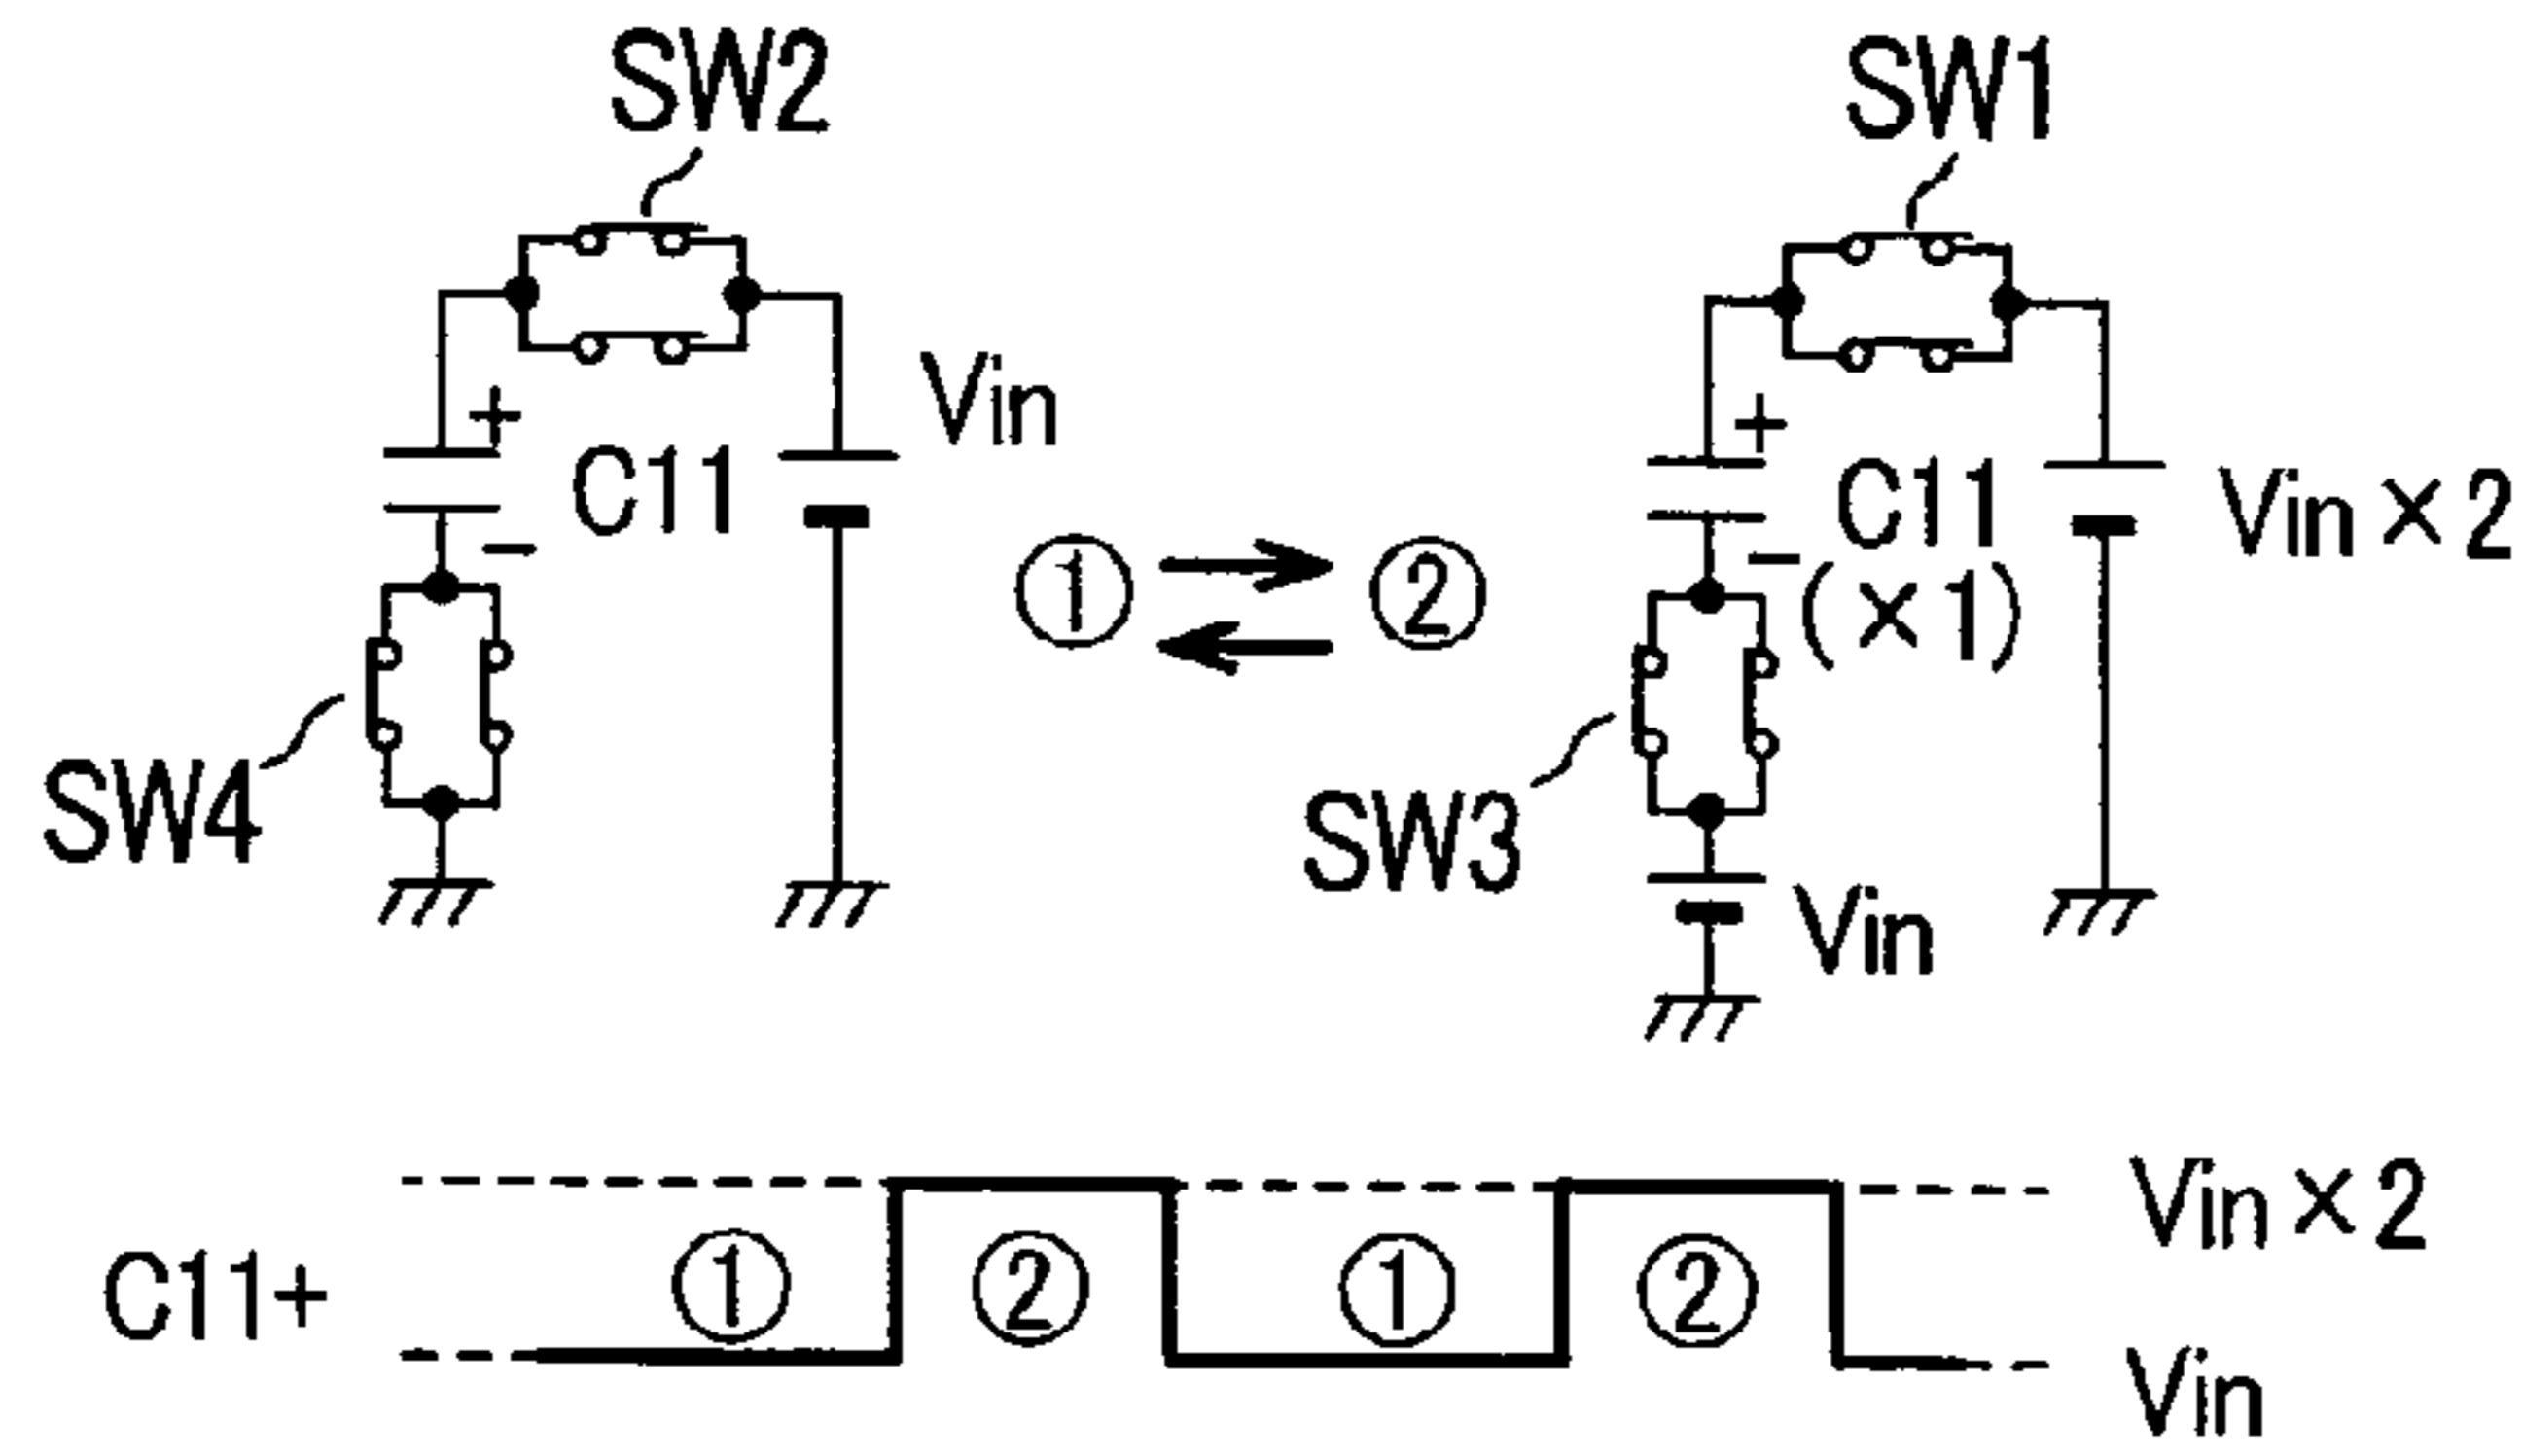 SW2
SW1
Vin
+
C11
−
+
C11
−
(×1)
Vin×2
① ②
SW4
SW3
Vin
Vin×2
C11+ ① ② ① ②
Vin